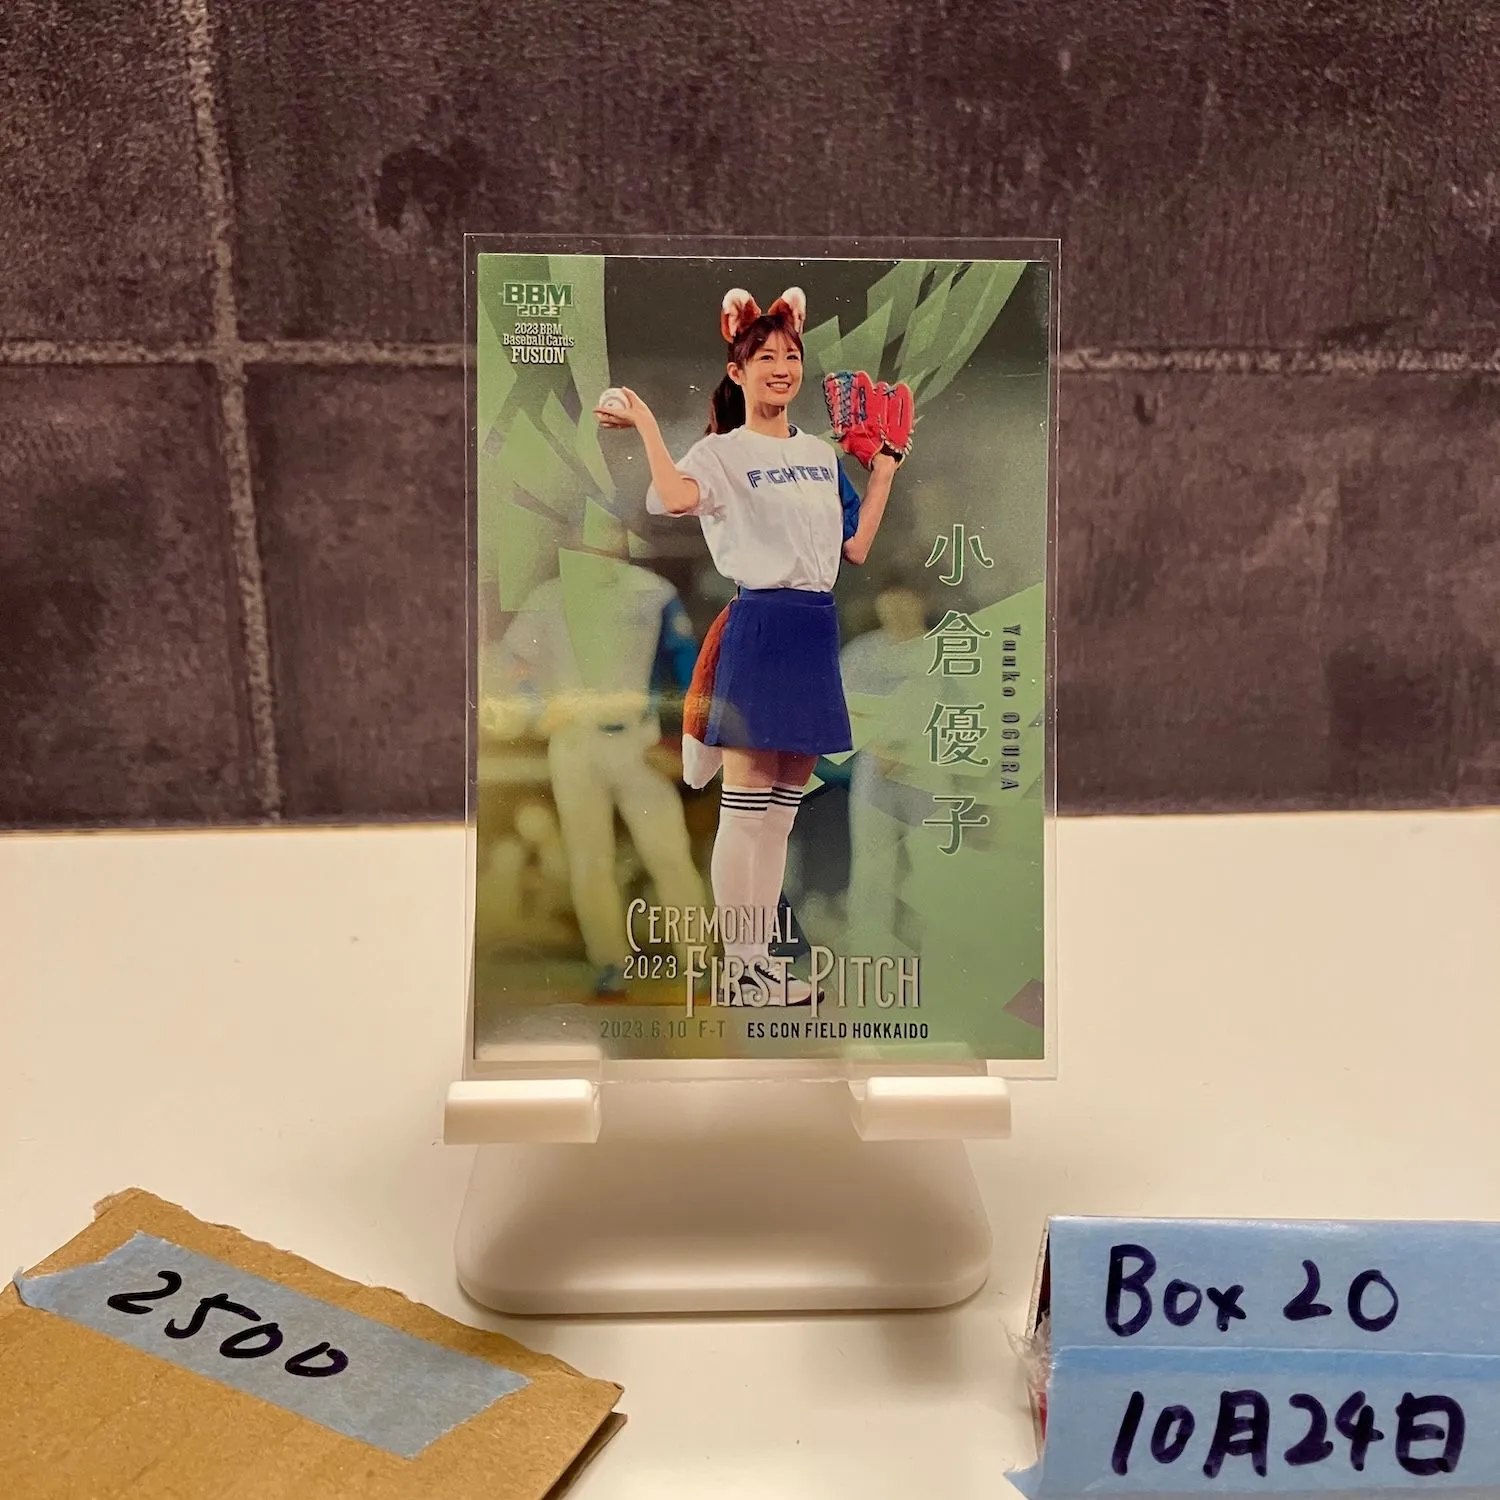 BBM
2023
2023 BBM
Baseball Cards
FUSION
FIGHTER
小倉優子
Yuuko OGURA
CEREMONIAL
2023 FIRST PITCH
2023.6.10 F-T ES CON FIELD HOKKAIDO
2500
Box 20
10月24日